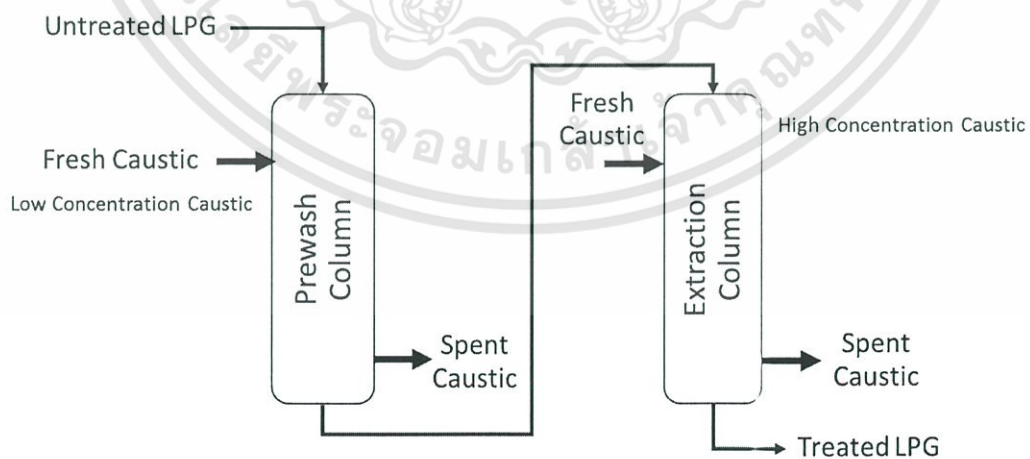 Untreated LPG
Fresh Caustic
Low Concentration Caustic
Prewash
Column
Spent
Caustic
Fresh
Caustic
High Concentration Caustic
Extraction
Column
Spent
Caustic
Treated LPG